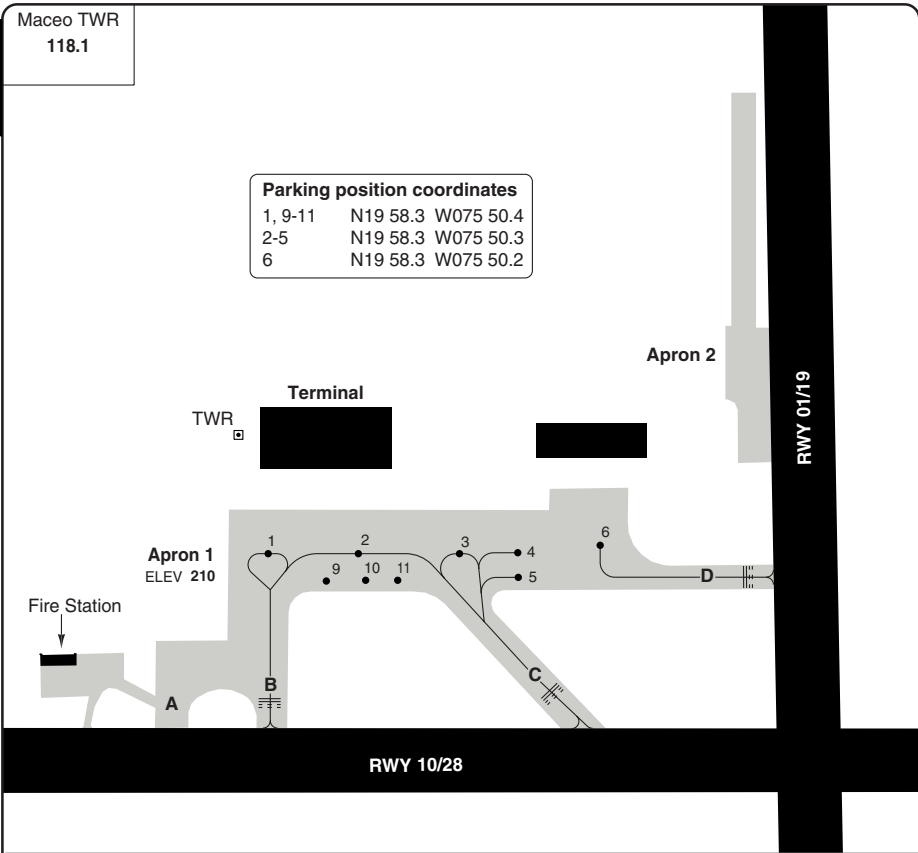 Maceo TWR
118.1
Parking position coordinates
1, 9-11 N19 58.3 W075 50.4
2-5 N19 58.3 W075 50.3
6 N19 58.3 W075 50.2
Apron 2
RWY 01/19
Terminal
TWR
Apron 1
ELEV 210
1
2
3
4
5
6
9
10
11
D
Fire Station
A
B
C
RWY 10/28